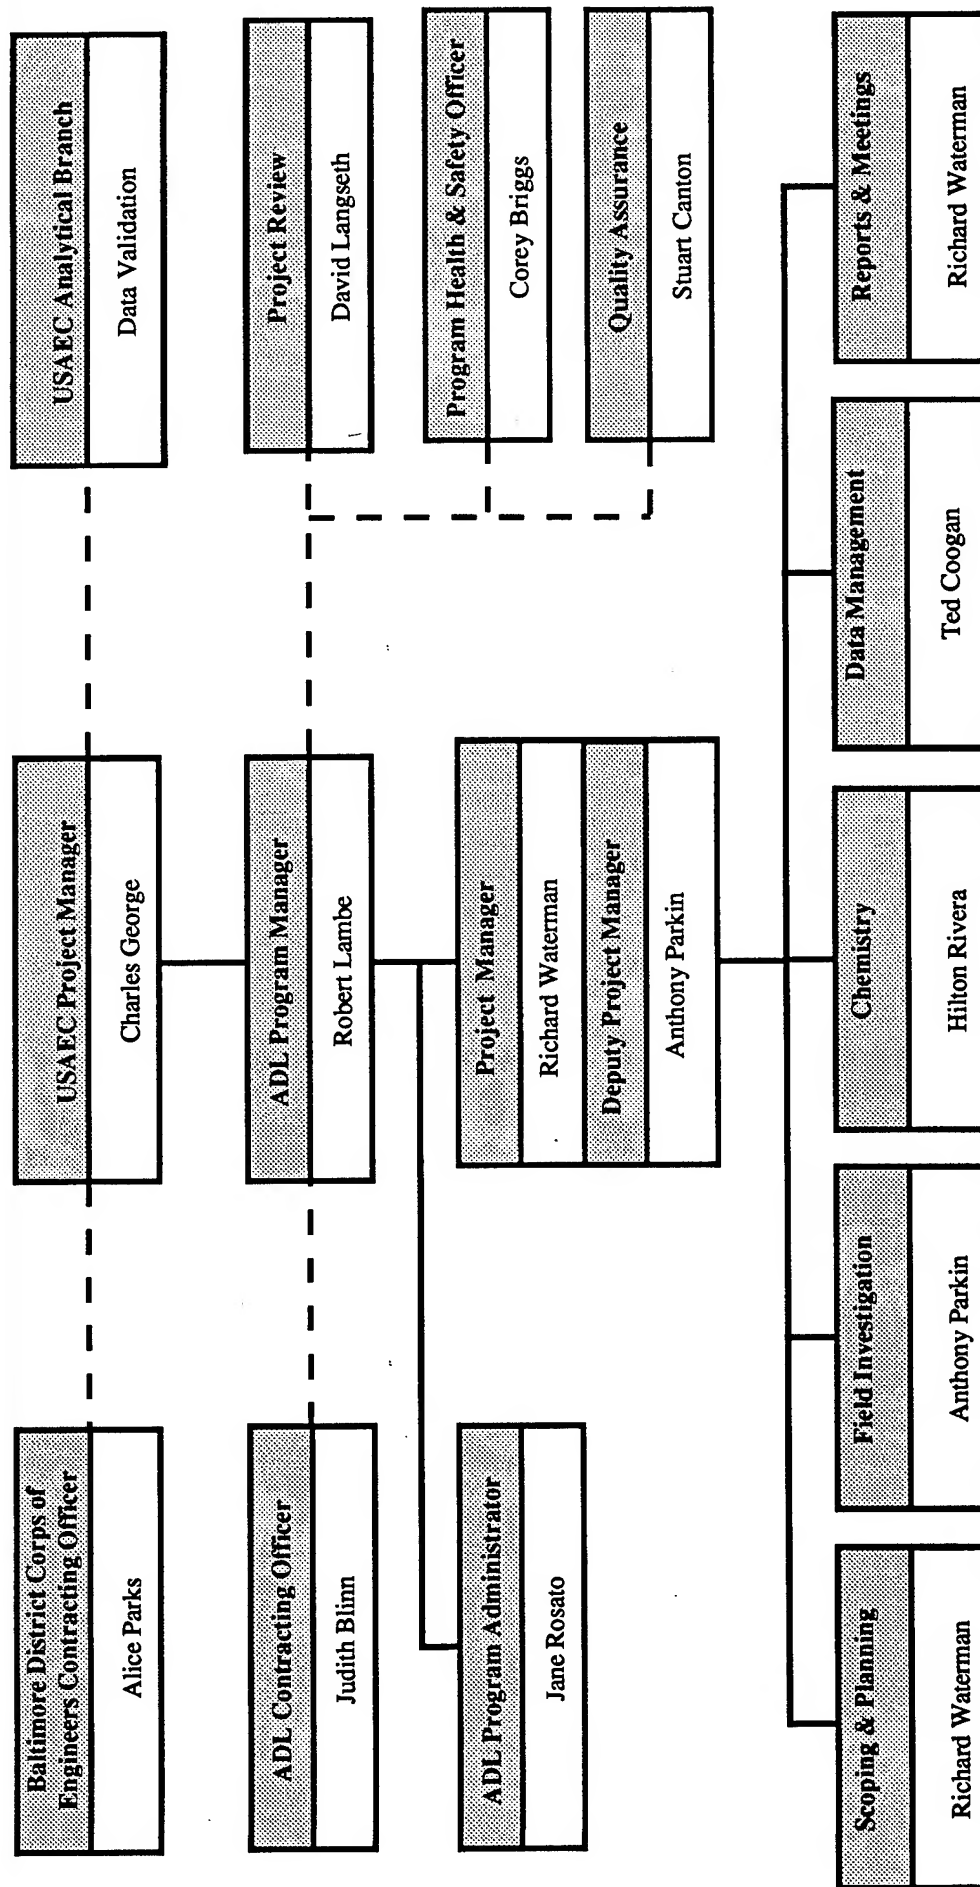 Baltimore District Corps of
Engineers Contracting Officer
Alice Parks
USAEC Project Manager
Charles George
USAEC Analytical Branch
Data Validation
ADL Contracting Officer
Judith Blinn
ADL Program Manager
Robert Lambe
Project Review
David Langseth
ADL Program Administrator
Jane Rosato
Project Manager
Richard Waterman
Deputy Project Manager
Anthony Parkin
Program Health & Safety Officer
Corey Briggs
Quality Assurance
Stuart Canton
Scoping & Planning
Richard Waterman
Field Investigation
Anthony Parkin
Chemistry
Hilton Rivera
Data Management
Ted Coogan
Reports & Meetings
Richard Waterman